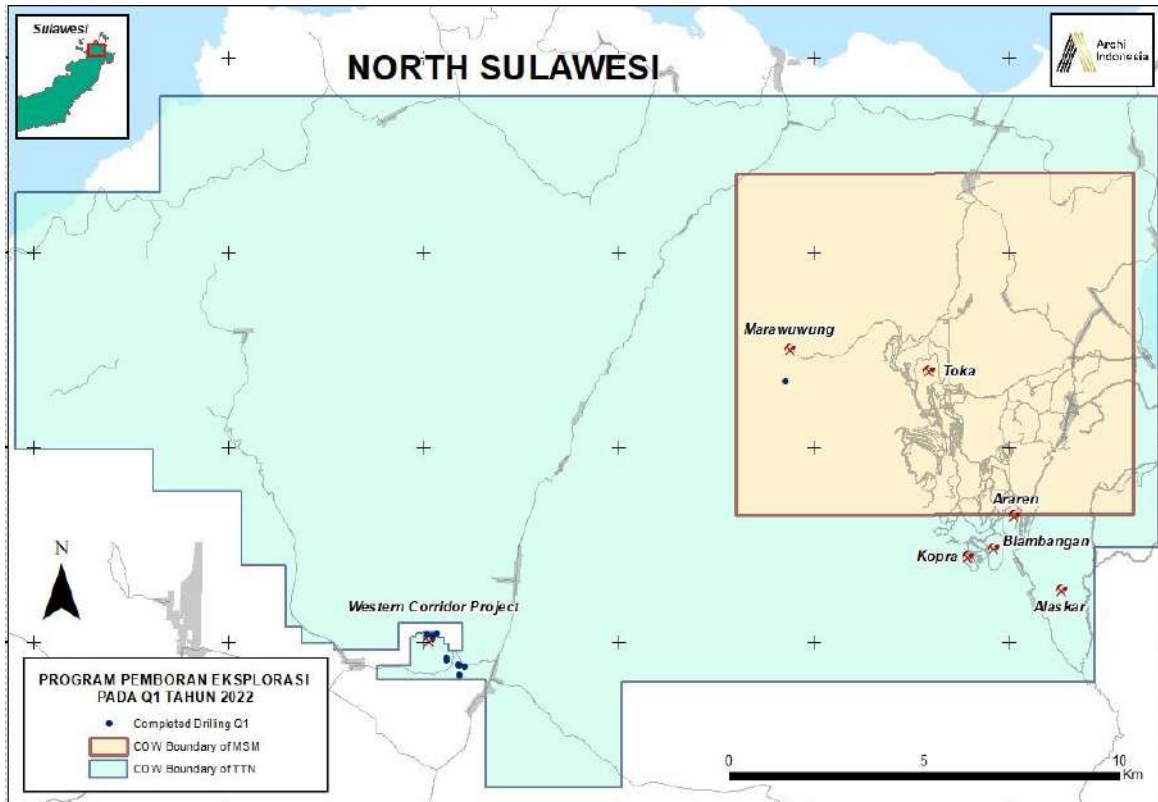 Sulawesi
NORTH SULAWESI
Archi
Indonesia
Marawuwung
Toka
Araren
Blambangan
Kopra
Alaskar
Western Corridor Project
N
PROGRAM PEMBORAN EKSPLORASI
PADA Q1 TAHUN 2022
Completed Drilling Q1
COW Boundary of MSM
COW Boundary of TTN
0 5 10
Km